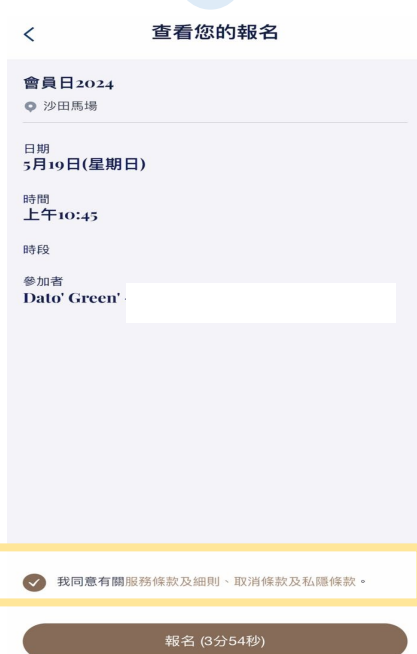 查看您的報名
會員日2024
沙田馬場
日期
5月19日(星期日)
時間
上午10:45
時段
參加者
Dato' Green'
我同意有關服務條款及細則、取消條款及私隱條款。
報名 (3分54秒)